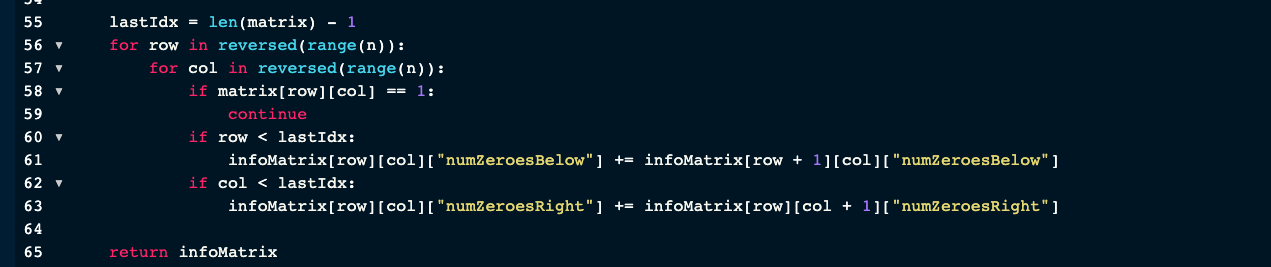 55 lastIdx = len(matrix) - 1
56 for row in reversed(range(n)):
57 for col in reversed(range(n)):
58 if matrix[row][col] == 1:
59 continue
60 if row < lastIdx:
61 infoMatrix[row][col]["numZeroesBelow"] += infoMatrix[row + 1][col]["numZeroesBelow"]
62 if col < lastIdx:
63 infoMatrix[row][col]["numZeroesRight"] += infoMatrix[row][col + 1]["numZeroesRight"]
64
65 return infoMatrix